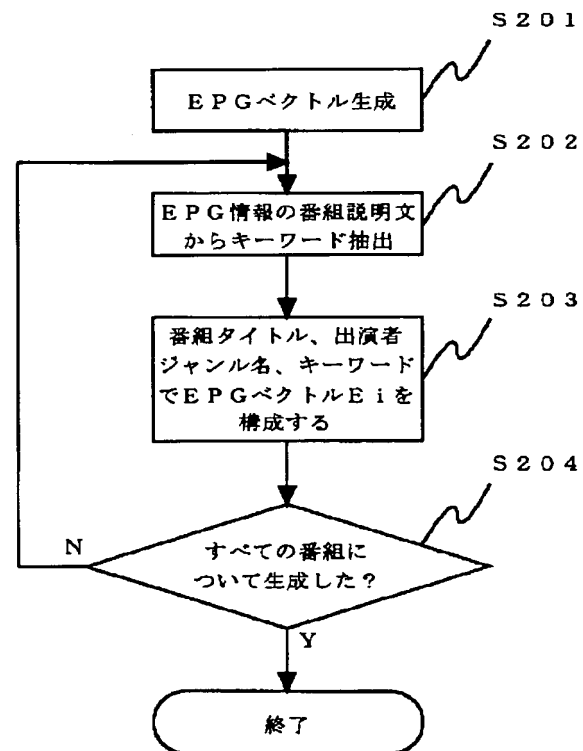 Ｓ２０１
ＥＰＧベクトル生成
Ｓ２０２
ＥＰＧ情報の番組説明文
からキーワード抽出
Ｓ２０３
番組タイトル、出演者
ジャンル名、キーワード
でＥＰＧベクトルＥｉを
構成する
Ｓ２０４
N
すべての番組に
ついて生成した？
Y
終了